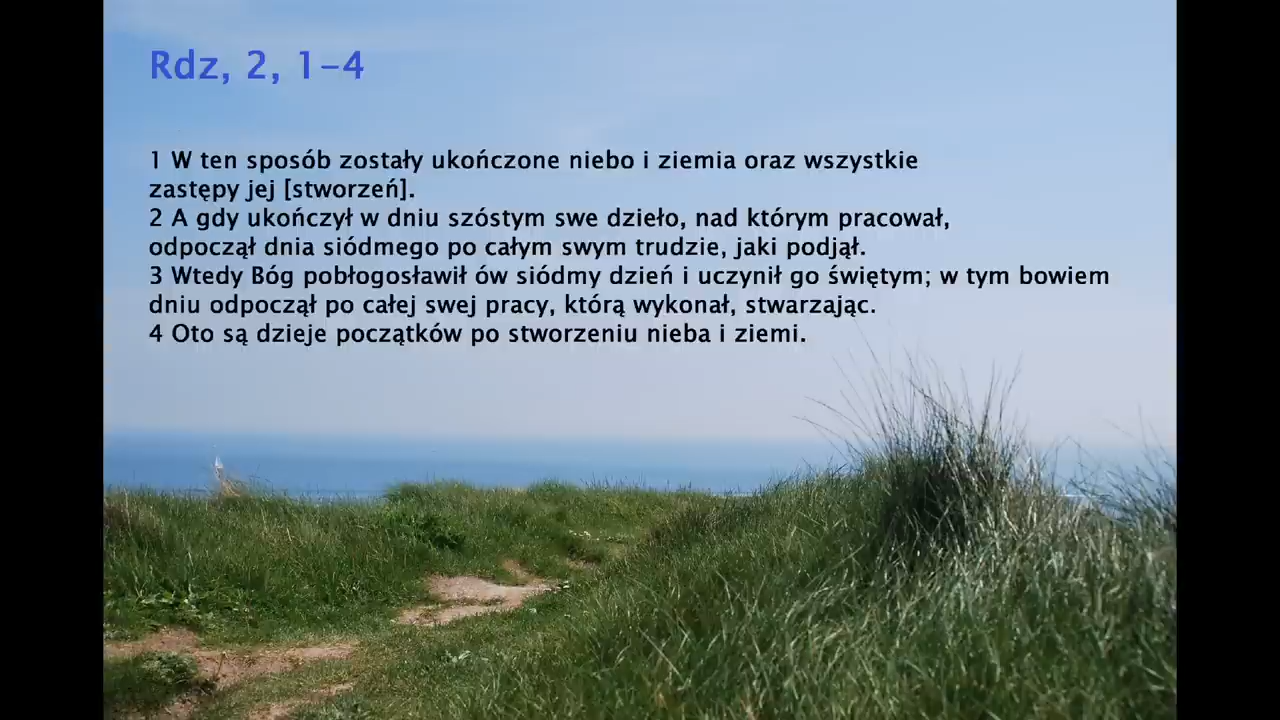 Rdz, 2, 1-4
1 W ten sposób zostały ukończone niebo i ziemia oraz wszystkie
zastępy jej [stworzeń].
2 A gdy ukończył w dniu szóstym swe dzieło, nad którym pracował,
odpoczął dnia siódmego po całym swym trudzie, jaki podjął.
3 Wtedy Bóg pobłogosławił ów siódmy dzień i uczynił go świętym; w tym bowiem
dniu odpoczął po całej swej pracy, którą wykonał, stwarzając.
4 Oto są dzieje początków po stworzeniu nieba i ziemi.